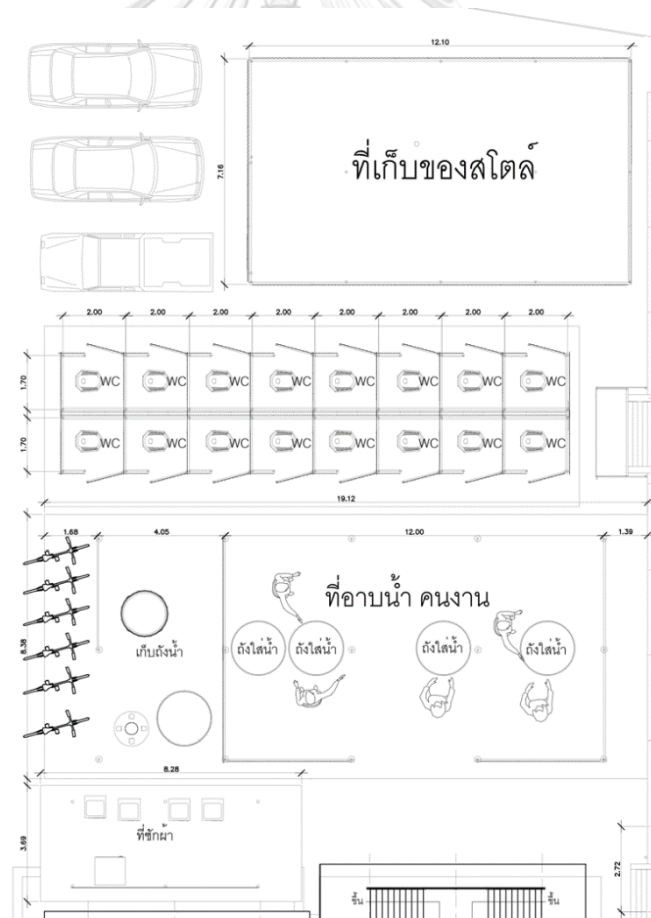 12.10
7.16
ที่เก็บของสโตล์
2.00 2.00 2.00 2.00 2.00 2.00 2.00 2.00
1.70
WC WC WC WC WC WC WC WC
1.70
WC WC WC WC WC WC WC WC
19.12
1.68 4.05 12.00 1.39
8.38
ที่อาบน้ำ คนงาน
เก็บถังน้ำ
ถังใส่น้ำ ถังใส่น้ำ ถังใส่น้ำ ถังใส่น้ำ
8.28
3.69
ที่ซักผ้า
2.72
ขึ้น ขึ้น